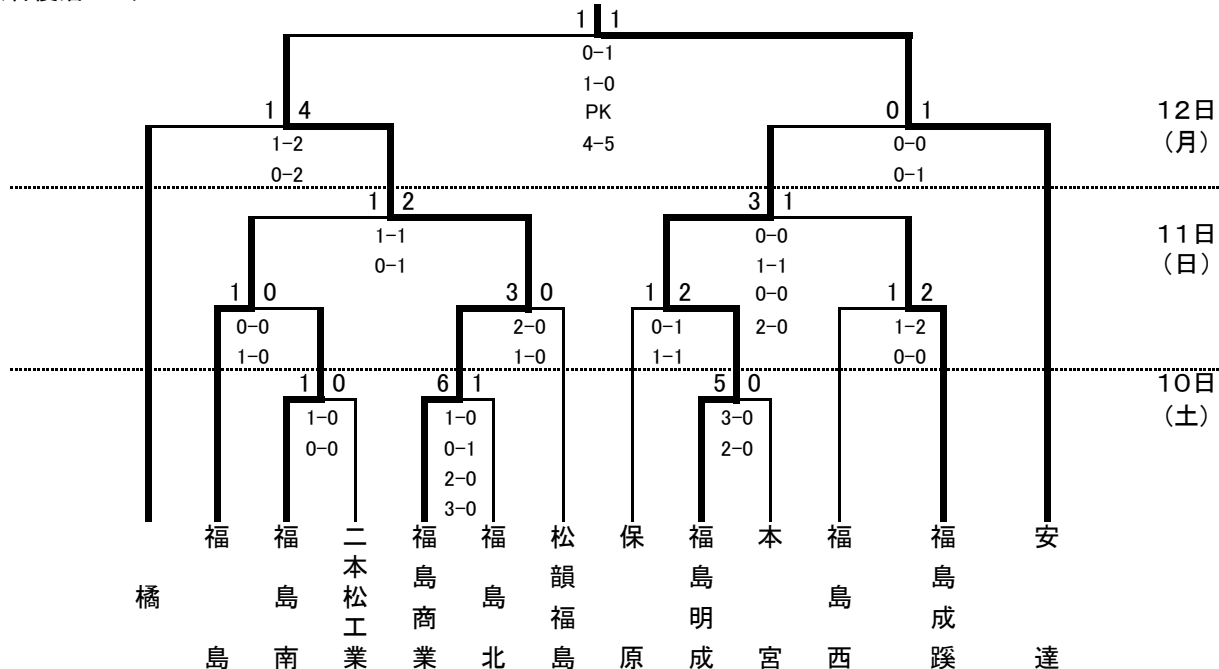 1 1
0-1
1-0
PK
4-5
1 4
1-2
0-2
0 1
0-0
0-1
12日
（月）
1 2
1-1
0-1
3 1
0-0
1-1
0-0
2-0
11日
（日）
1 0
0-0
1-0
3 0
2-0
1-0
1 2
0-1
1-1
1 2
1-2
0-0
1 0
1-0
0-0
6 1
1-0
0-1
2-0
3-0
5 0
3-0
2-0
10日
（土）
橘
福島
福島南
二本松工業
福島商業
福島北
松韻福島
保原
福島明成
本宮
福島西
福島成蹊
安達